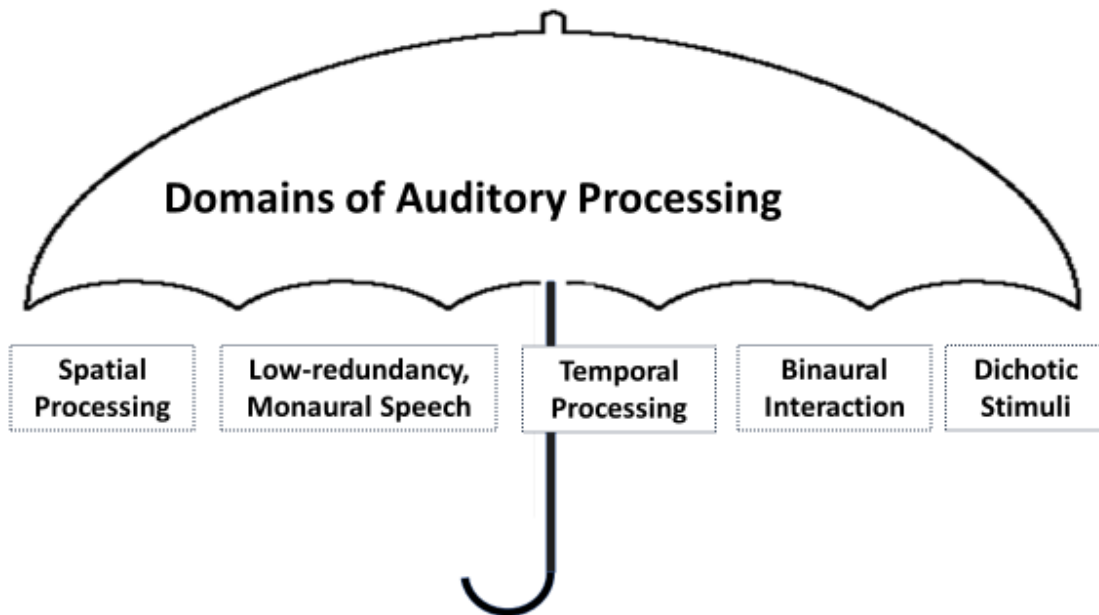 Domains of Auditory Processing
Spatial
Processing
Low-redundancy,
Monaural Speech
Temporal
Processing
Binaural
Interaction
Dichotic
Stimuli